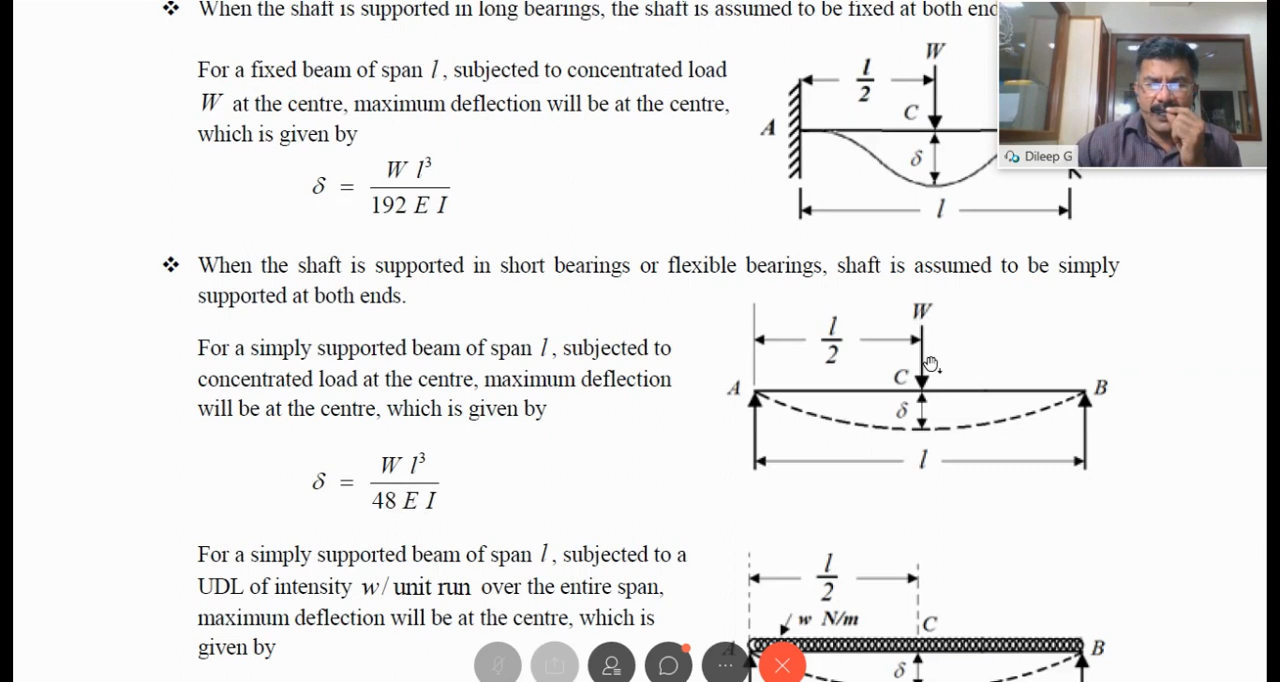 ❖ When the shaft is supported in long bearings, the shaft is assumed to be fixed at both end
For a fixed beam of span l, subjected to concentrated load
W at the centre, maximum deflection will be at the centre,
which is given by
δ = W l³ / 192 E I
l/2
W
A
C
δ
l
Dileep G
❖ When the shaft is supported in short bearings or flexible bearings, shaft is assumed to be simply
supported at both ends.
For a simply supported beam of span l, subjected to
concentrated load at the centre, maximum deflection
will be at the centre, which is given by
δ = W l³ / 48 E I
l/2
W
A
C
B
δ
l
For a simply supported beam of span l, subjected to a
UDL of intensity w/ unit run over the entire span,
maximum deflection will be at the centre, which is
given by
l/2
w N/m
C
A
B
δ